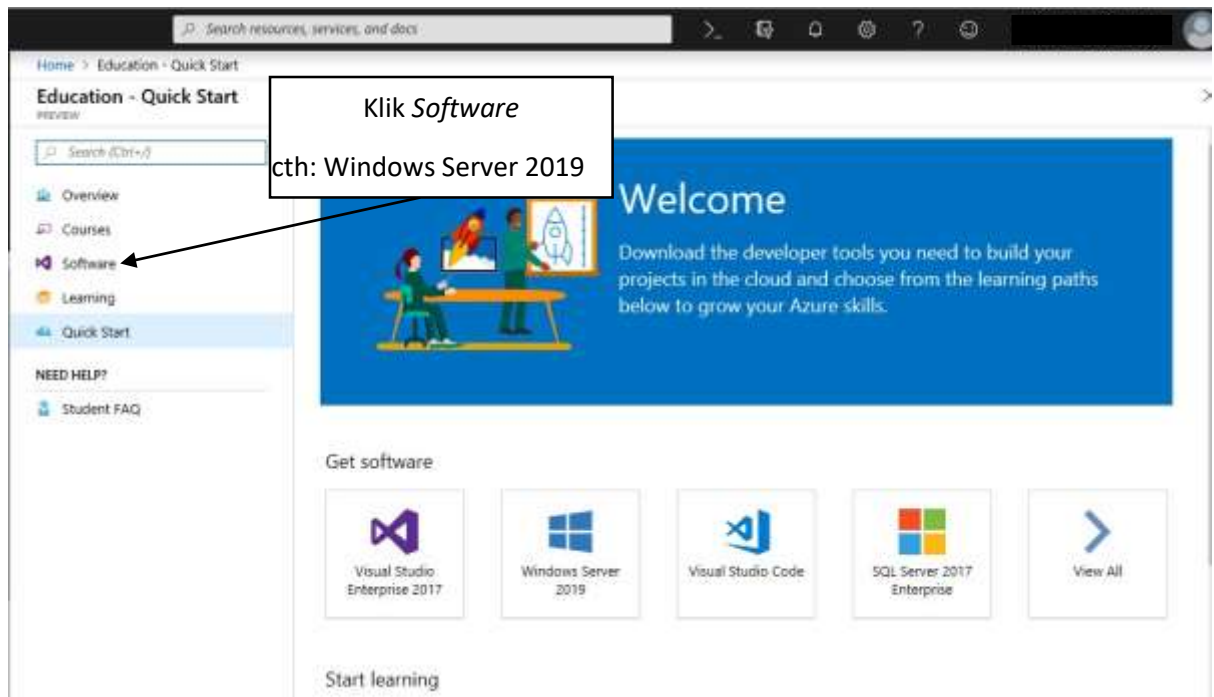 Search resources, services, and docs
Home > Education - Quick Start
Education - Quick Start
PREVIEW
Klik Software
cth: Windows Server 2019
Search (Ctrl+/)
Overview
Courses
Software
Learning
Quick Start
NEED HELP?
Student FAQ
Welcome
Download the developer tools you need to build your
projects in the cloud and choose from the learning paths
below to grow your Azure skills.
Get software
Visual Studio
Enterprise 2017
Windows Server
2019
Visual Studio Code
SQL Server 2017
Enterprise
View All
Start learning